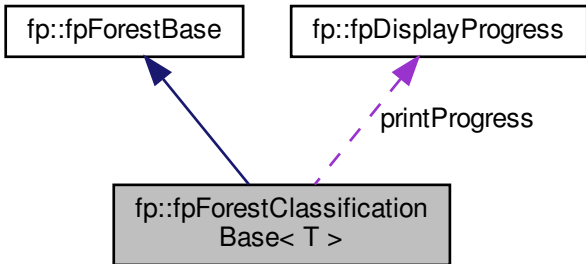 fp::fpForestBase
fp::fpDisplayProgress
printProgress
fp::fpForestClassification
Base< T >